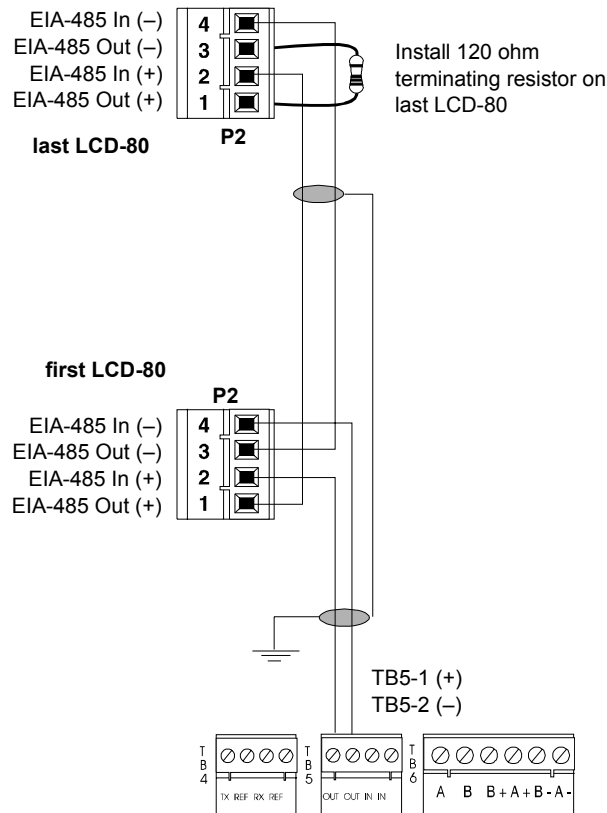 EIA-485 In (–) 4
EIA-485 Out (–) 3
EIA-485 In (+) 2
EIA-485 Out (+) 1
P2
last LCD-80
Install 120 ohm
terminating resistor on
last LCD-80
first LCD-80
P2
EIA-485 In (–) 4
EIA-485 Out (–) 3
EIA-485 In (+) 2
EIA-485 Out (+) 1
TB5-1 (+)
TB5-2 (–)
TB4
TX REF RX REF
TB5
OUT OUT IN IN
TB6
A B B + A + B - A -